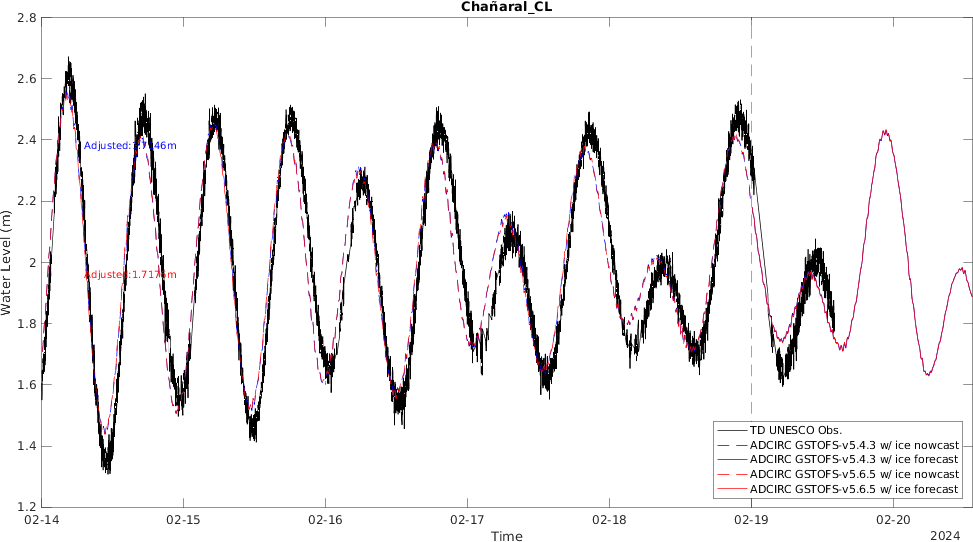 Chañaral_CL
2.8
2.6
2.4
2.2
2
1.8
1.6
1.4
1.2
Water Level (m)
Adjusted:1.7146m
Adjusted:1.7175m
TD UNESCO Obs.
ADCIRC GSTOFS-v5.4.3 w/ ice nowcast
ADCIRC GSTOFS-v5.4.3 w/ ice forecast
ADCIRC GSTOFS-v5.6.5 w/ ice nowcast
ADCIRC GSTOFS-v5.6.5 w/ ice forecast
02-14 02-15 02-16 02-17 02-18 02-19 02-20
Time
2024